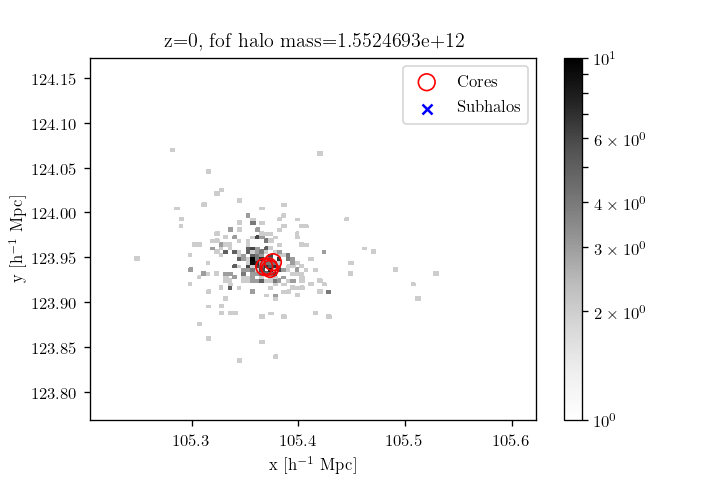 z=0, fof halo mass=1.5524693e+12
Cores
Subhalos
124.15
124.10
124.05
124.00
123.95
123.90
123.85
123.80
y [h⁻¹ Mpc]
105.3
105.4
105.5
105.6
x [h⁻¹ Mpc]
10¹
6 × 10⁰
4 × 10⁰
3 × 10⁰
2 × 10⁰
10⁰